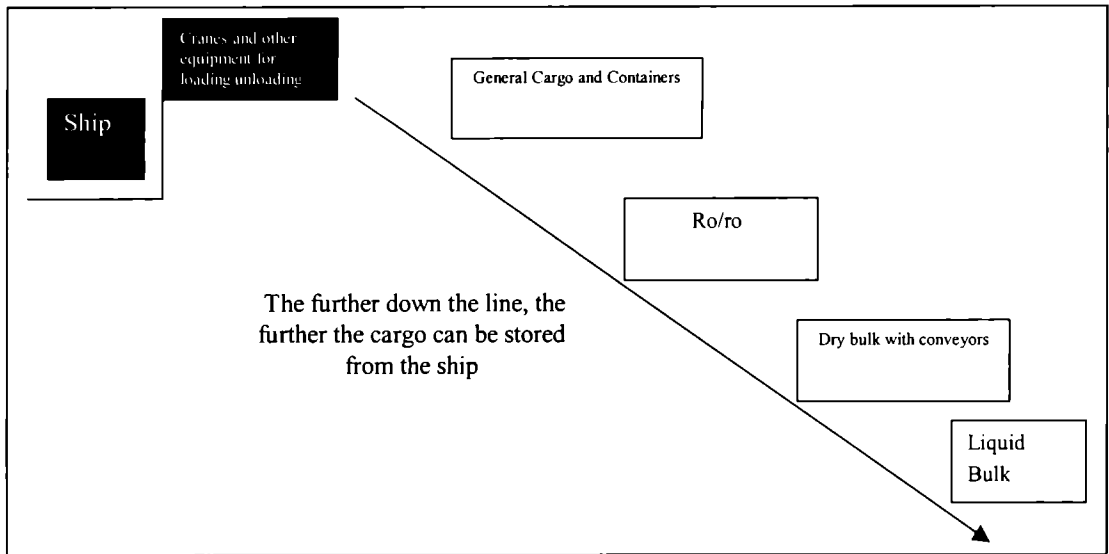 Cranes and other
equipment for
loading unloading
Ship
General Cargo and Containers
Ro/ro
The further down the line, the
further the cargo can be stored
from the ship
Dry bulk with conveyors
Liquid
Bulk